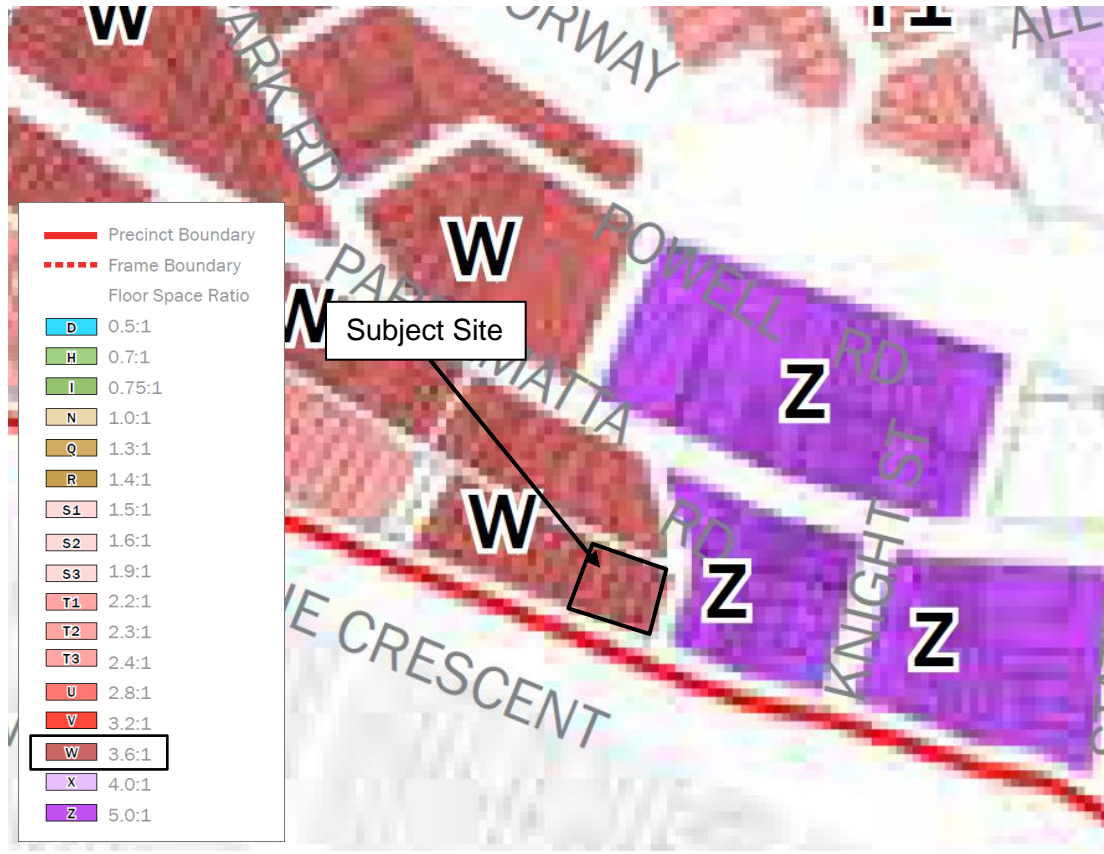 W
T1
ALL
ORWAY
PARK RD
W
POWELL RD
PARRAMATTA RD
W
Subject Site
Z
KNIGHT ST
W
Z
Z
THE CRESCENT
Precinct Boundary
Frame Boundary
Floor Space Ratio
D 0.5:1
H 0.7:1
I 0.75:1
N 1.0:1
Q 1.3:1
R 1.4:1
S1 1.5:1
S2 1.6:1
S3 1.9:1
T1 2.2:1
T2 2.3:1
T3 2.4:1
U 2.8:1
V 3.2:1
W 3.6:1
X 4.0:1
Z 5.0:1